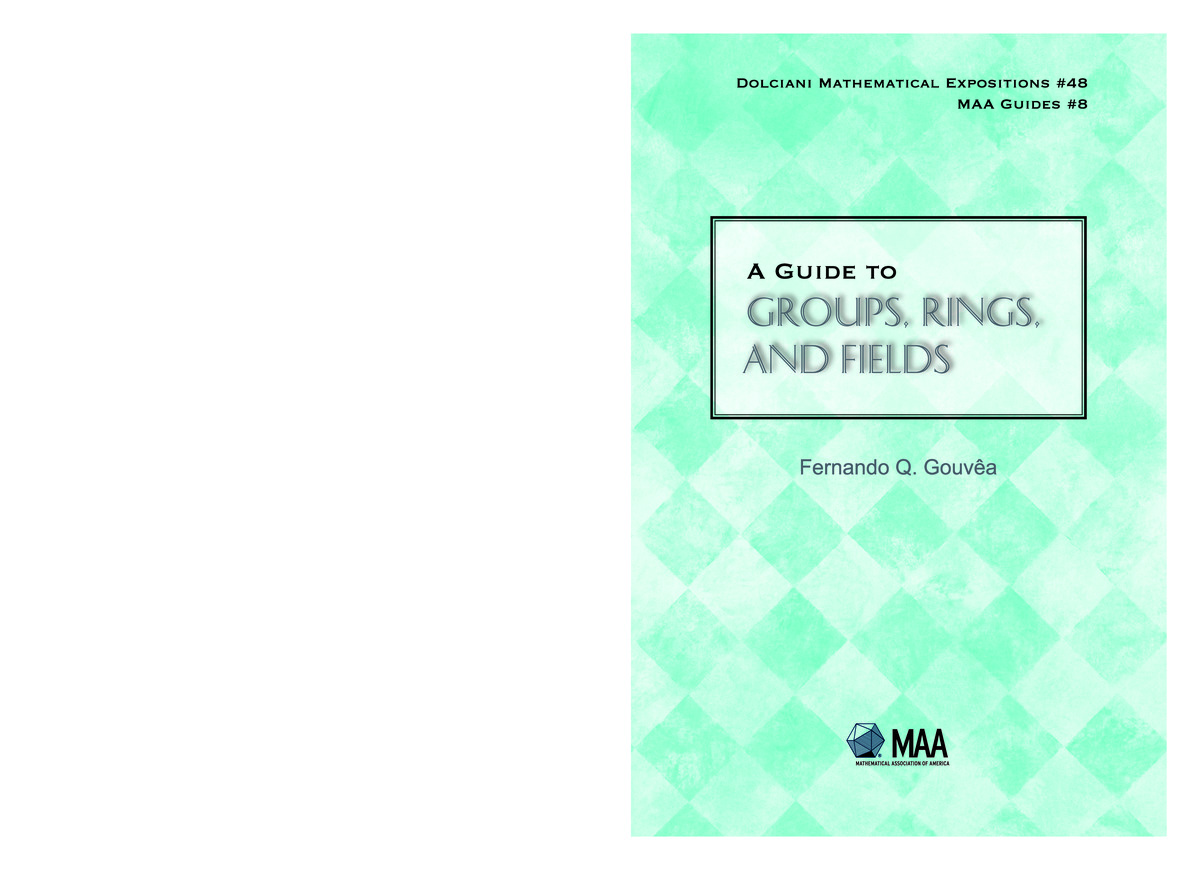 Dolciani Mathematical Expositions #48
MAA Guides #8
A Guide to
GROUPS, RINGS,
AND FIELDS
Fernando Q. Gouvêa
MAA
MATHEMATICAL ASSOCIATION OF AMERICA